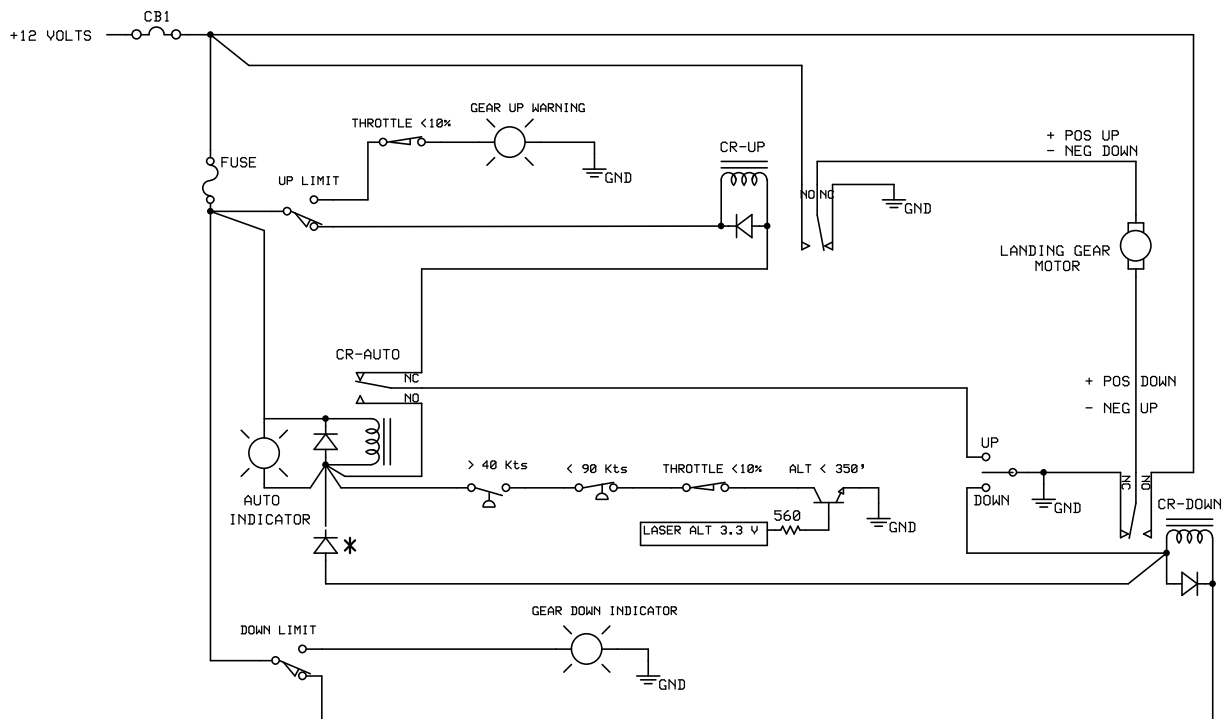 CB1
+12 VOLTS
GEAR UP WARNING
THROTTLE <10%
+ POS UP
- NEG DOWN
CR-UP
FUSE
UP LIMIT
GND
NO NC
GND
LANDING GEAR
MOTOR
CR-AUTO
NC
NO
+ POS DOWN
- NEG UP
UP
> 40 Kts
< 90 Kts
THROTTLE <10%
ALT < 350'
NC
NO
AUTO
INDICATOR
DOWN
GND
CR-DOWN
560
LASER ALT 3.3 V
GND
*
GEAR DOWN INDICATOR
DOWN LIMIT
GND